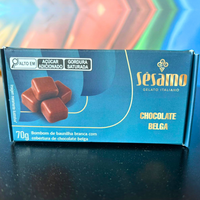 ALTO EM
AÇÚCAR
ADICIONADO
GORDURA
SATURADA
sésamo
GELATO ITALIANO
CHOCOLATE
BELGA
70g
Bombom de baunilha branca com
cobertura de chocolate belga